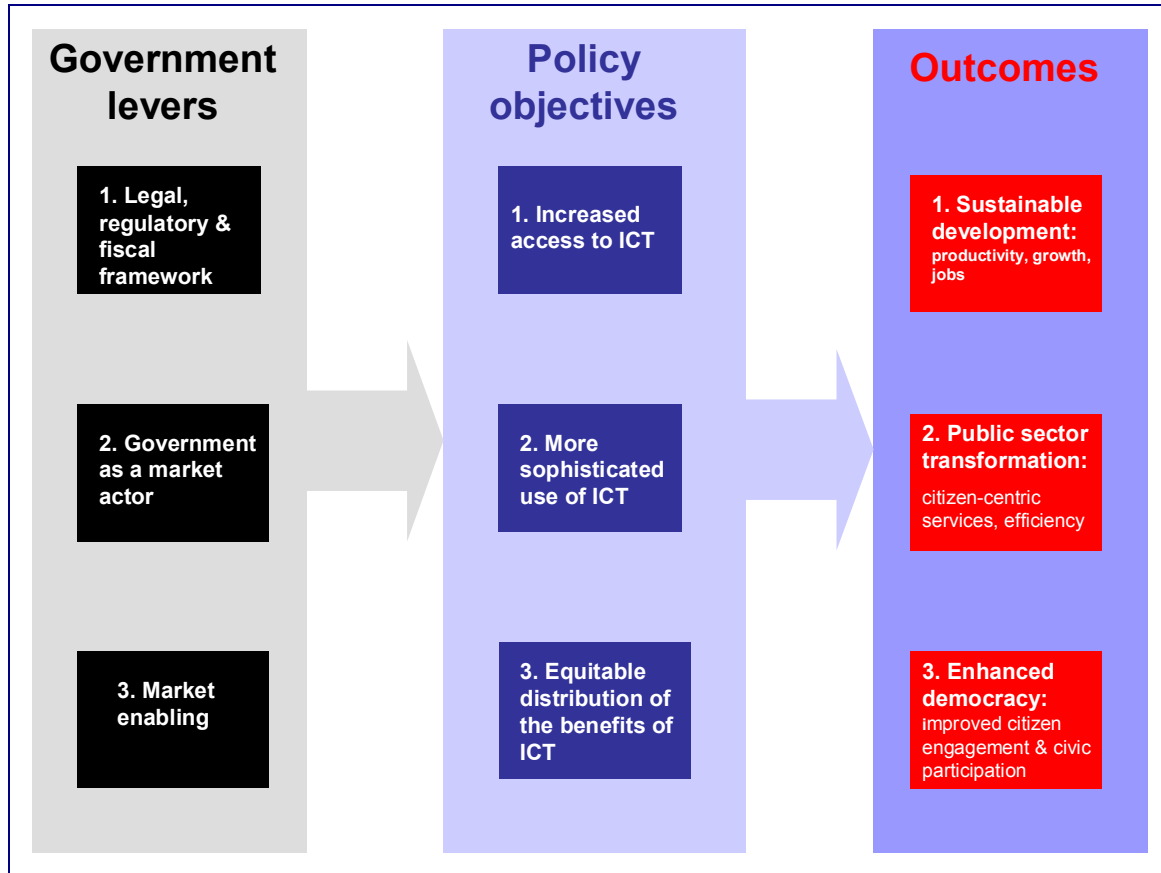 Government
levers
1. Legal,
regulatory &
fiscal
framework
2. Government
as a market
actor
3. Market
enabling
Policy
objectives
1. Increased
access to ICT
2. More
sophisticated
use of ICT
3. Equitable
distribution of
the benefits of
ICT
Outcomes
1. Sustainable
development:
productivity, growth,
jobs
2. Public sector
transformation:
citizen-centric
services, efficiency
3. Enhanced
democracy:
improved citizen
engagement & civic
participation